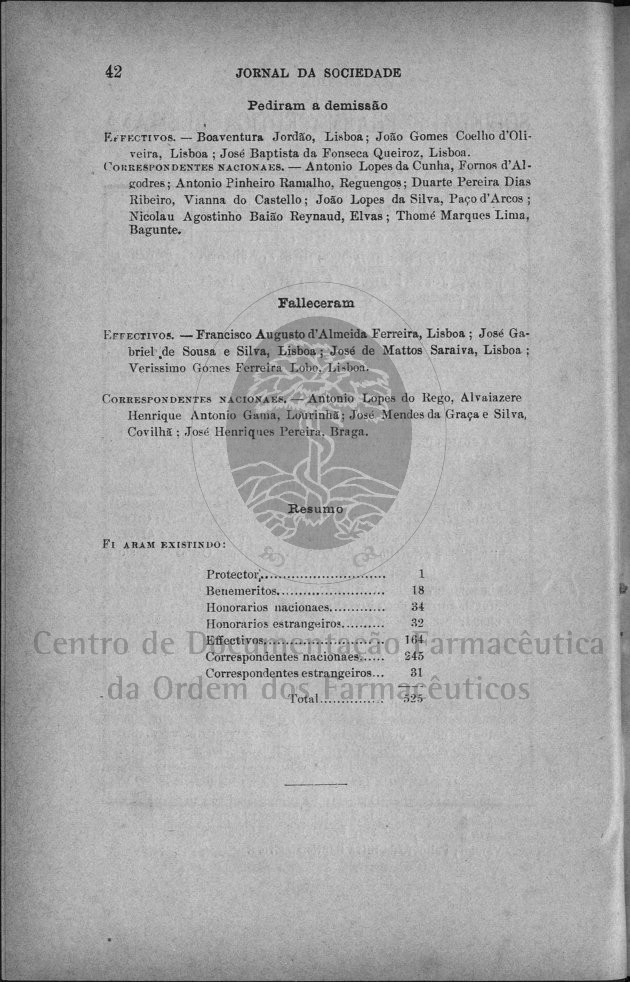 42
JORNAL DA SOCIEDADE
Pediram a demissão
EFFECTIVOS. — Boaventura Jordão, Lisboa; João Gomes Coelho d'Oli-
veira, Lisboa; José Baptista da Fonseca Queiroz, Lisboa.
CORRESPONDENTES NACIONAES. — Antonio Lopes da Cunha, Fornos d'Al-
godres; Antonio Pinheiro Ramalho, Reguengos; Duarte Pereira Dias
Ribeiro, Vianna do Castello; João Lopes da Silva, Paço d'Arcos;
Nicolau Agostinho Baião Reynaud, Elvas; Thomé Marques Lima,
Bagunte.
Falleceram
EFFECTIVOS. — Francisco Augusto d'Almeida Ferreira, Lisboa; José Ga-
briel de Sousa e Silva, Lisboa; José de Mattos Saraiva, Lisboa;
Verissimo Gomes Ferreira Lobo, Lisboa.
CORRESPONDENTES NACIONAES. — Antonio Lopes do Rego, Alvaiazere
Henrique Antonio Gama, Lourinhã; José Mendes da Graça e Silva,
Covilhã; José Henriques Pereira, Braga.
Resumo
FI ARAM EXISTINDO:
Protector............................. 1
Benemeritos......................... 18
Honorarios nacionaes............. 34
Honorarios estrangeiros.......... 32
Effectivos............................ 164
Correspondentes nacionaes...... 245
Correspondentes estrangeiros... 31
Total............... 525
Centro de Documentação Farmacêutica
da Ordem dos Farmacêuticos